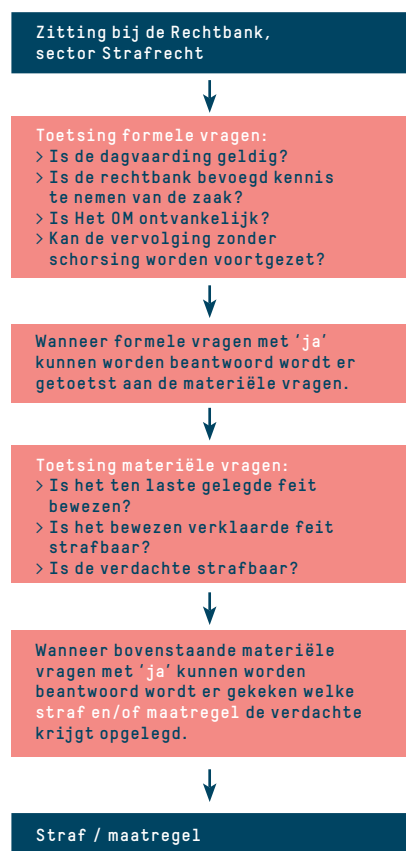 Zitting bij de Rechtbank,
sector Strafrecht
Toetsing formele vragen:
> Is de dagvaarding geldig?
> Is de rechtbank bevoegd kennis
te nemen van de zaak?
> Is Het OM ontvankelijk?
> Kan de vervolging zonder
schorsing worden voortgezet?
Wanneer formele vragen met ‘ja’
kunnen worden beantwoord wordt er
getoetst aan de materiële vragen.
Toetsing materiële vragen:
> Is het ten laste gelegde feit
bewezen?
> Is het bewezen verklaarde feit
strafbaar?
> Is de verdachte strafbaar?
Wanneer bovenstaande materiële
vragen met ‘ja’ kunnen worden
beantwoord wordt er gekeken welke
straf en/of maatregel de verdachte
krijgt opgelegd.
Straf / maatregel